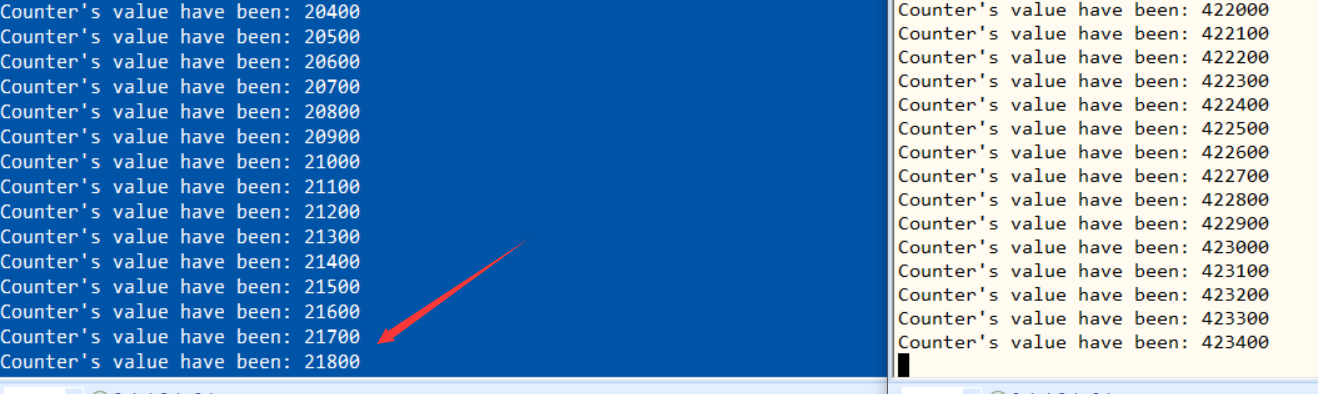 Counter's value have been: 20400
Counter's value have been: 20500
Counter's value have been: 20600
Counter's value have been: 20700
Counter's value have been: 20800
Counter's value have been: 20900
Counter's value have been: 21000
Counter's value have been: 21100
Counter's value have been: 21200
Counter's value have been: 21300
Counter's value have been: 21400
Counter's value have been: 21500
Counter's value have been: 21600
Counter's value have been: 21700
Counter's value have been: 21800
Counter's value have been: 422000
Counter's value have been: 422100
Counter's value have been: 422200
Counter's value have been: 422300
Counter's value have been: 422400
Counter's value have been: 422500
Counter's value have been: 422600
Counter's value have been: 422700
Counter's value have been: 422800
Counter's value have been: 422900
Counter's value have been: 423000
Counter's value have been: 423100
Counter's value have been: 423200
Counter's value have been: 423300
Counter's value have been: 423400